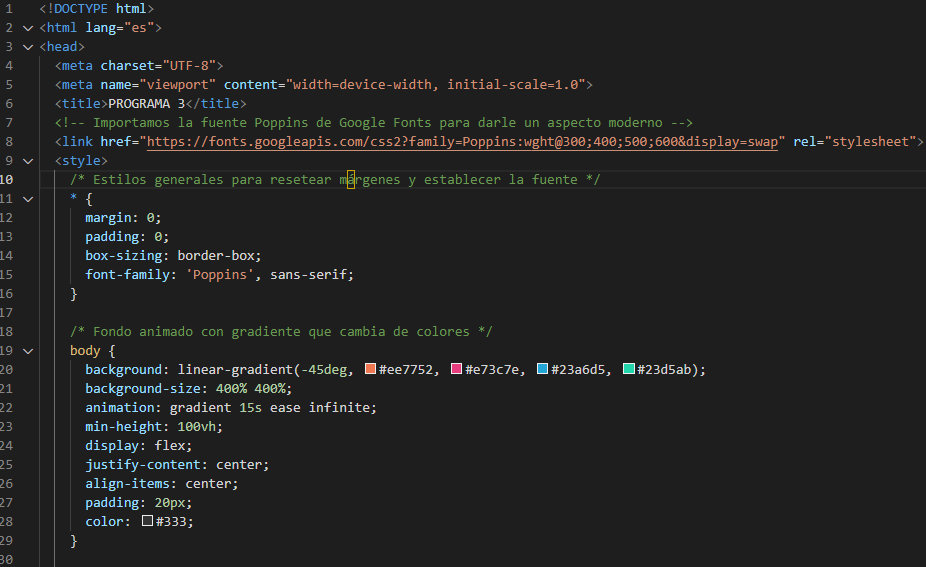 1 <!DOCTYPE html>
2 <html lang="es">
3 <head>
4 <meta charset="UTF-8">
5 <meta name="viewport" content="width=device-width, initial-scale=1.0">
6 <title>PROGRAMA 3</title>
7 <!-- Importamos la fuente Poppins de Google Fonts para darle un aspecto moderno -->
8 <link href="https://fonts.googleapis.com/css2?family=Poppins:wght@300;400;500;600&display=swap" rel="stylesheet">
9 <style>
10 /* Estilos generales para resetear márgenes y establecer la fuente */
11 * {
12 margin: 0;
13 padding: 0;
14 box-sizing: border-box;
15 font-family: 'Poppins', sans-serif;
16 }
17
18 /* Fondo animado con gradiente que cambia de colores */
19 body {
20 background: linear-gradient(-45deg, #ee7752, #e73c7e, #23a6d5, #23d5ab);
21 background-size: 400% 400%;
22 animation: gradient 15s ease infinite;
23 min-height: 100vh;
24 display: flex;
25 justify-content: center;
26 align-items: center;
27 padding: 20px;
28 color: #333;
29 }
30